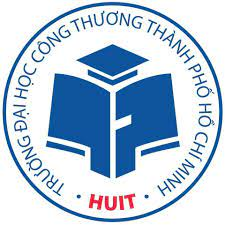 TRƯỜNG ĐẠI HỌC CÔNG THƯƠNG THÀNH PHỐ HỒ CHÍ MINH
HUIT